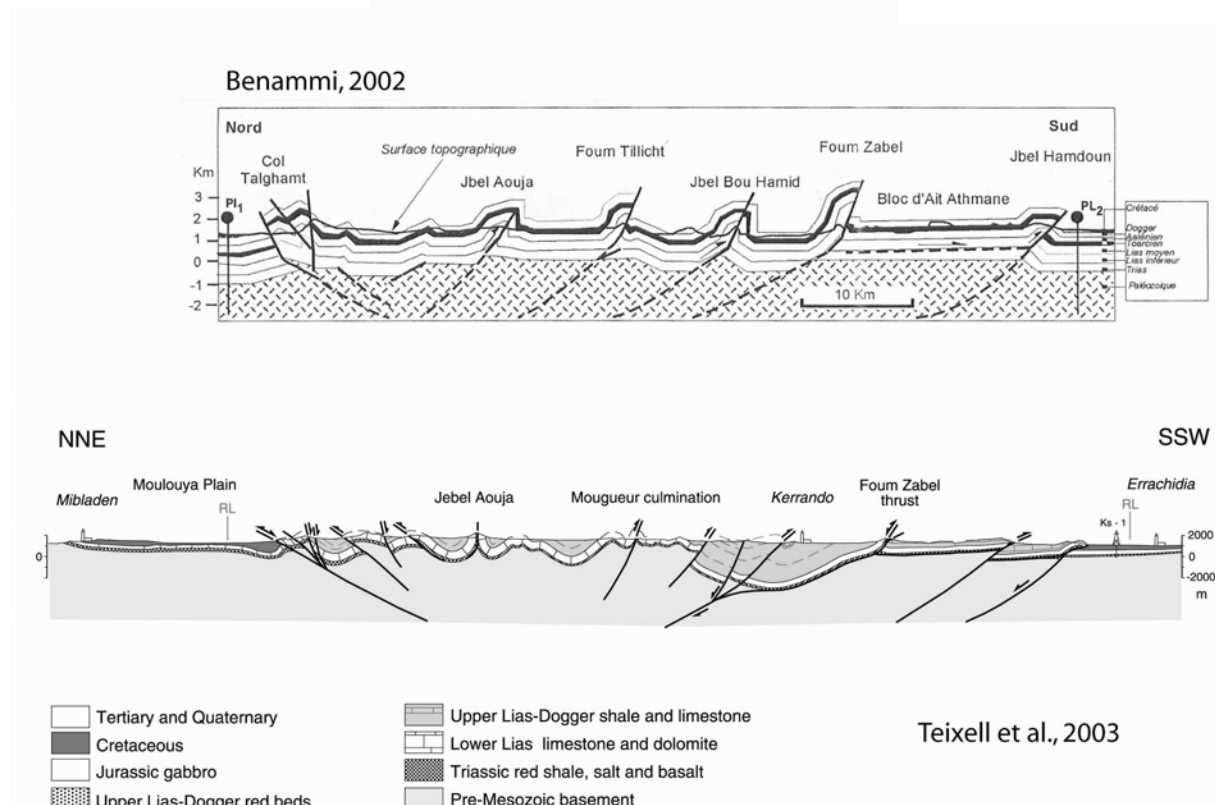 Benammi, 2002
Nord
Sud
Surface topographique
Foum Tillicht
Foum Zabel
Jbel Hamdoun
Col
Talghamt
Km
Jbel Aouja
Jbel Bou Hamid
Bloc d'Ait Athmane
PI1
PL2
3
2
1
0
-1
-2
Crétacé
Dogger
Aalénien
Toarcien
Lias moyen
Lias inférieur
Trias
Paléozoique
10 Km
NNE
SSW
Mibladen
Moulouya Plain
RL
Jebel Aouja
Mougueur culmination
Kerrando
Foum Zabel
thrust
Errachidia
RL
Ks - 1
0
2000
0
-2000
m
Tertiary and Quaternary
Cretaceous
Jurassic gabbro
Upper Lias-Dogger red beds
Upper Lias-Dogger shale and limestone
Lower Lias limestone and dolomite
Triassic red shale, salt and basalt
Pre-Mesozoic basement
Teixell et al., 2003